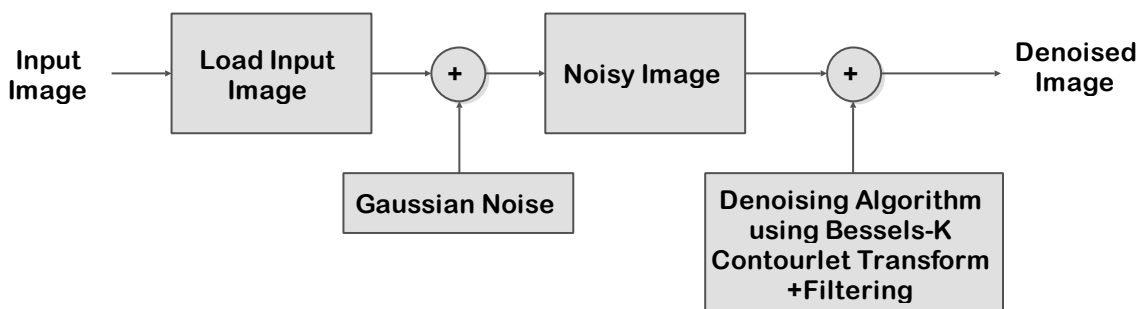 Input
Image
Load Input
Image
+
Noisy Image
+
Denoised
Image
Gaussian Noise
Denoising Algorithm
using Bessels-K
Contourlet Transform
+Filtering